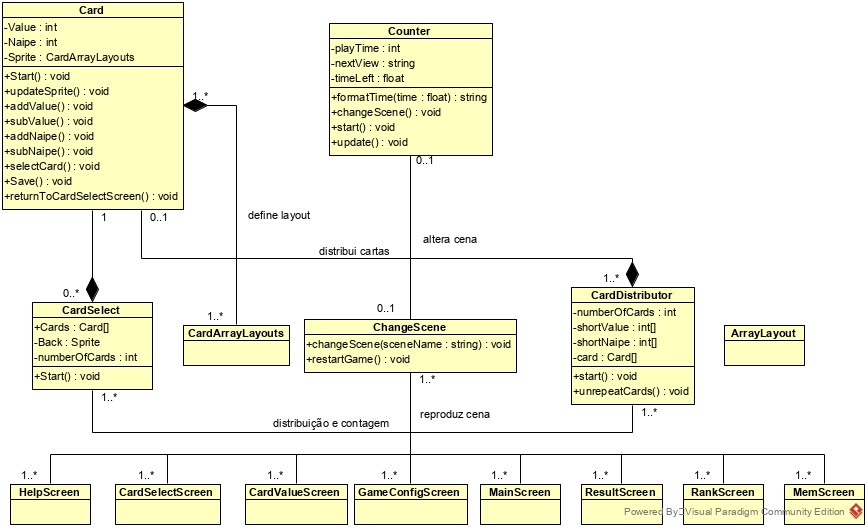 Card
-Value : int
-Naipe : int
-Sprite : CardArrayLayouts
+Start() : void
+updateSprite() : void
+addValue() : void
+subValue() : void
+addNaipe() : void
+subNaipe() : void
+selectCard() : void
+Save() : void
+returnToCardSelectScreen() : void
Counter
-playTime : int
-nextView : string
-timeLeft : float
+formatTime(time : float) : string
+changeScene() : void
+start() : void
+update() : void
1..*
1
0..1
define layout
0..1
altera cena
distribui cartas
0..*
1..*
0..1
1..*
CardSelect
+Cards : Card[]
-Back : Sprite
-numberOfCards : int
+Start() : void
CardArrayLayouts
ChangeScene
+changeScene(sceneName : string) : void
+restartGame() : void
CardDistributor
-numberOfCards : int
-shortValue : int[]
-shortNaipe : int[]
-card : Card[]
+start() : void
+unrepeatCards() : void
ArrayLayout
1..*
1..*
1..*
distribuição e contagem
reproduz cena
1..*
1..*
1..*
1..*
1..*
1..*
1..*
1..*
HelpScreen
CardSelectScreen
CardValueScreen
GameConfigScreen
MainScreen
ResultScreen
RankScreen
MemScreen
Powered By Visual Paradigm Community Edition